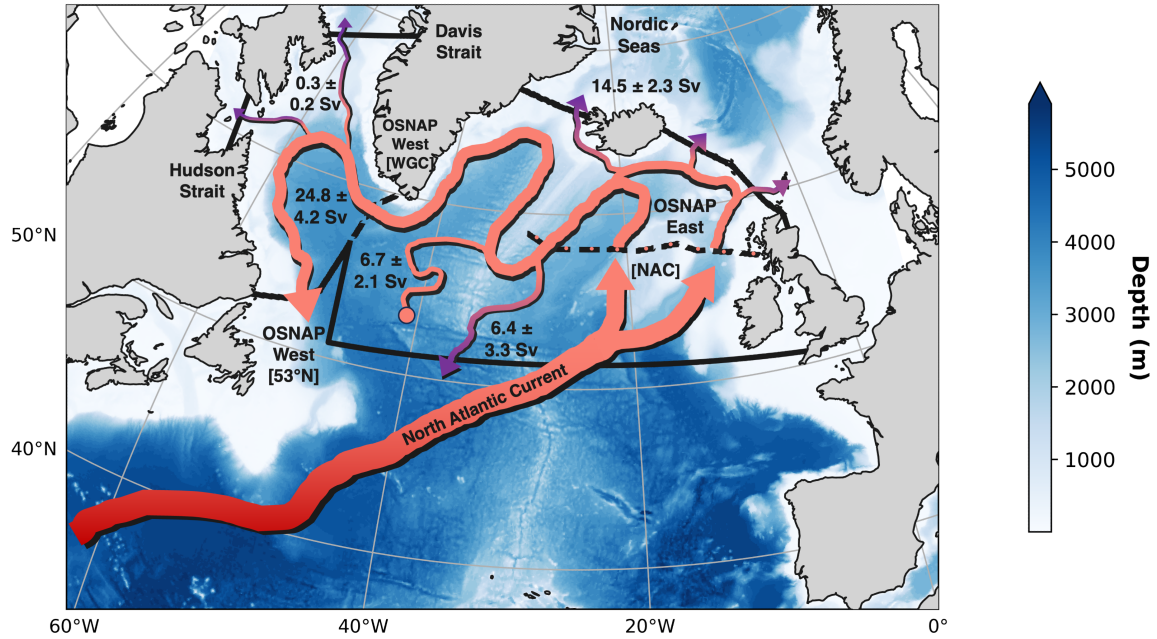 Davis
Strait
Nordic
Seas
0.3 ±
0.2 Sv
14.5 ± 2.3 Sv
OSNAP
West
[WGC]
Hudson
Strait
24.8 ±
4.2 Sv
OSNAP
East
6.7 ±
2.1 Sv
[NAC]
OSNAP
West
[53°N]
6.4 ±
3.3 Sv
North Atlantic Current
50°N
40°N
60°W
40°W
20°W
0°
5000
4000
3000
2000
1000
Depth (m)